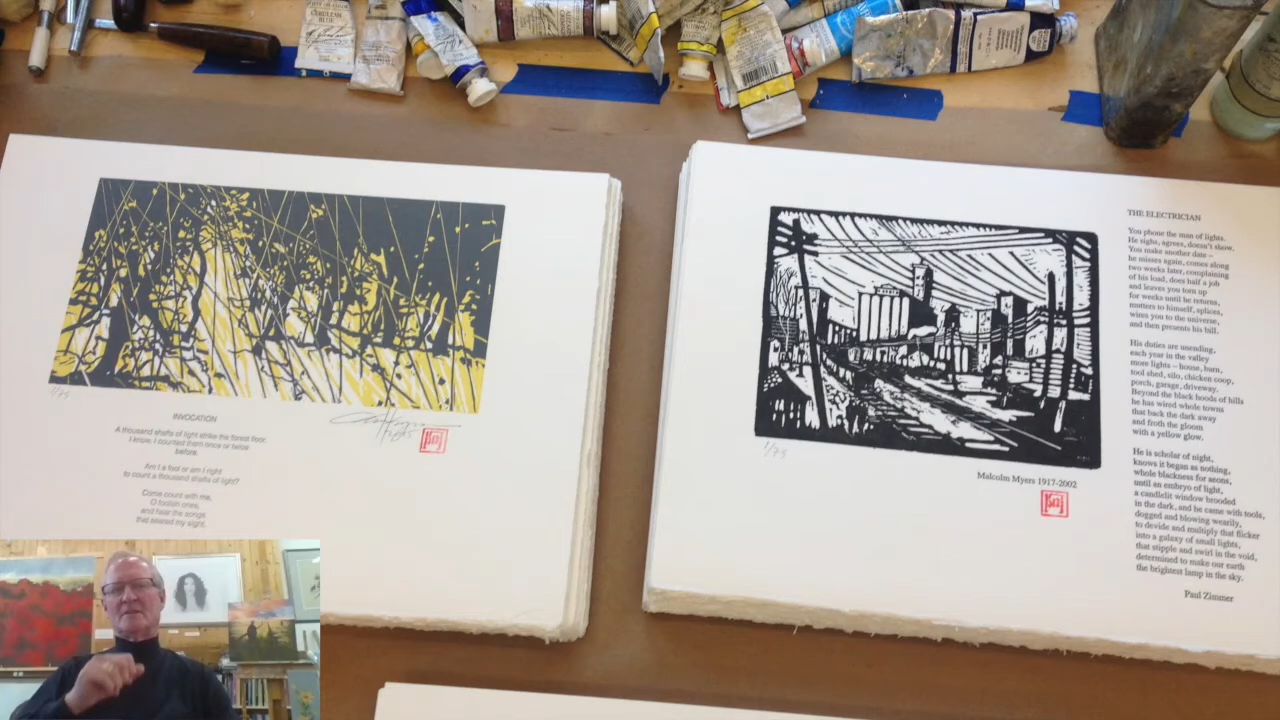 CERULEAN
BLUE
INVOCATION
A thousand shafts of light strike the forest floor,
I know, I counted them once or twice
before.
Am I a fool or am I right
to count a thousand shafts of light?
Come count with me,
O foolish ones,
and hear the songs
that seared my sight.
1/75
THE ELECTRICIAN
You phone the man of lights.
He sighs, agrees, doesn't show.
You make another date –
he misses again, comes along
two weeks later, complaining
of his load, does half a job
and leaves you torn up
for weeks until he returns,
mutters to himself, splices,
wires you to the universe,
and then presents his bill.
His duties are unending,
each year in the valley
more lights – house, barn,
tool shed, silo, chicken coop,
porch, garage, driveway.
Beyond the black hoods of hills
he has wired whole towns
that back the dark away
and froth the gloom
with a yellow glow.
He is scholar of night,
knows it began as nothing,
whole blackness for aeons,
until an embryo of light,
a candlelit window brooded
in the dark, and he came with tools,
dogged and blowing wearily,
to devide and multiply that flicker
into a galaxy of small lights,
that stipple and swirl in the void,
determined to make our earth
the brightest lamp in the sky.
Paul Zimmer
1/75
Malcolm Myers 1917-2002